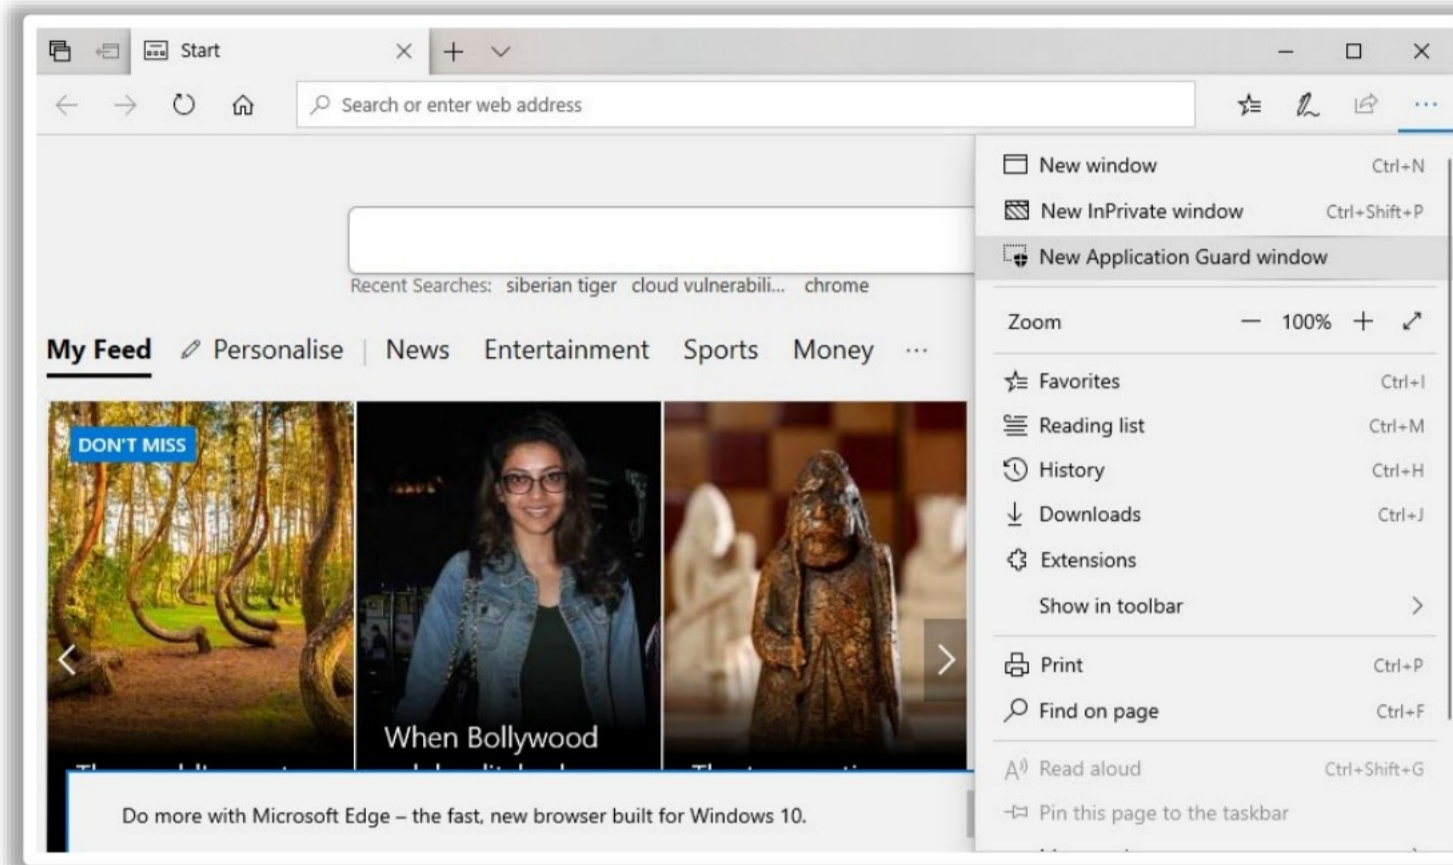 Start
Search or enter web address
New window Ctrl+N
New InPrivate window Ctrl+Shift+P
New Application Guard window
Recent Searches: siberian tiger cloud vulnerabili... chrome
Zoom 100%
My Feed Personalise News Entertainment Sports Money ...
Favorites Ctrl+I
Reading list Ctrl+M
History Ctrl+H
Downloads Ctrl+J
Extensions
Show in toolbar
DON'T MISS
Print Ctrl+P
Find on page Ctrl+F
When Bollywood
Read aloud Ctrl+Shift+G
Pin this page to the taskbar
Do more with Microsoft Edge – the fast, new browser built for Windows 10.